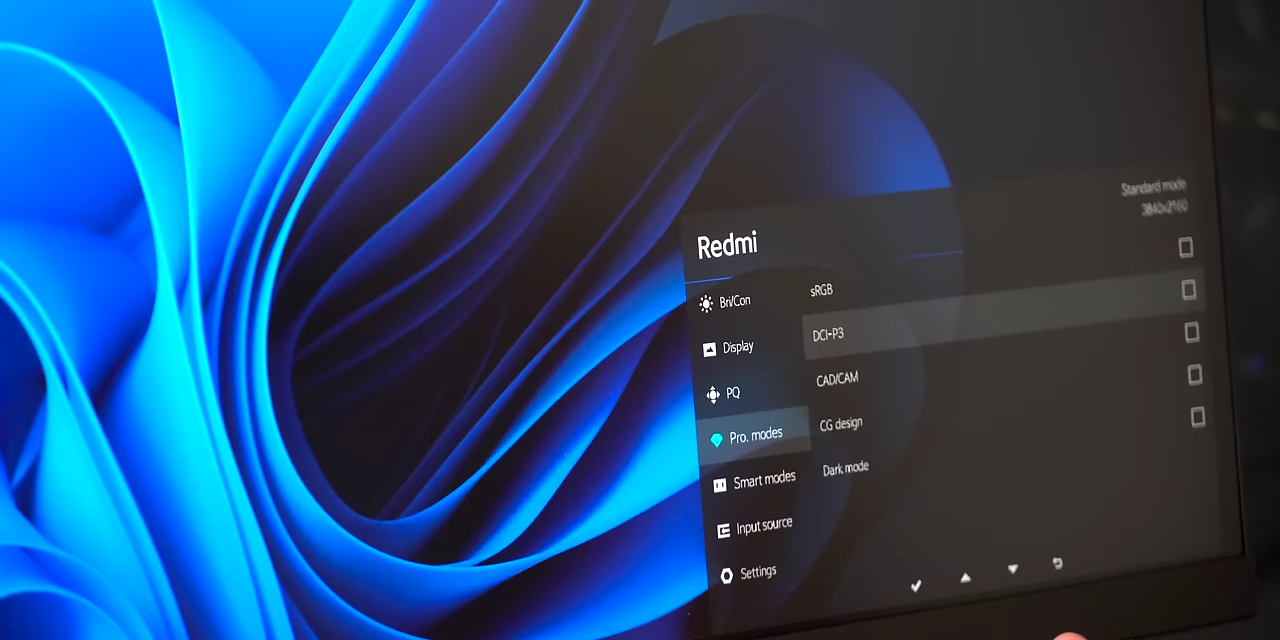 Standard mode
3840x2160
Redmi
Bri/Con
Display
PQ
Pro. modes
Smart modes
Input source
Settings
sRGB
DCI-P3
CAD/CAM
CG design
Dark mode